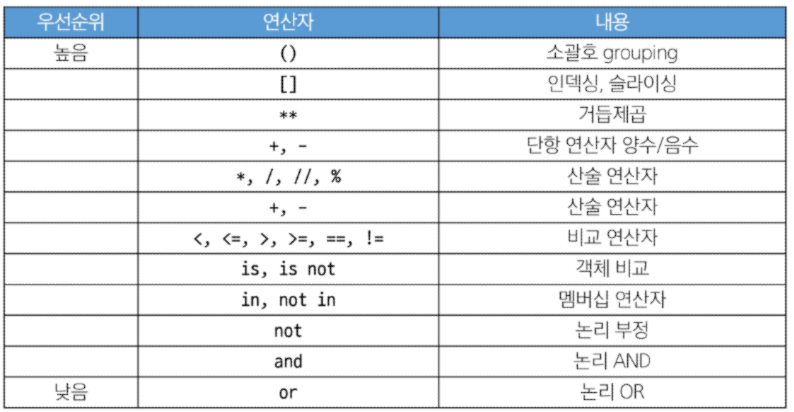 우선순위 연산자 내용
높음 () 소괄호 grouping
[] 인덱싱, 슬라이싱
** 거듭제곱
+, - 단항 연산자 양수/음수
*, /, //, % 산술 연산자
+, - 산술 연산자
<, <=, >, >=, ==, != 비교 연산자
is, is not 객체 비교
in, not in 멤버십 연산자
not 논리 부정
and 논리 AND
낮음 or 논리 OR